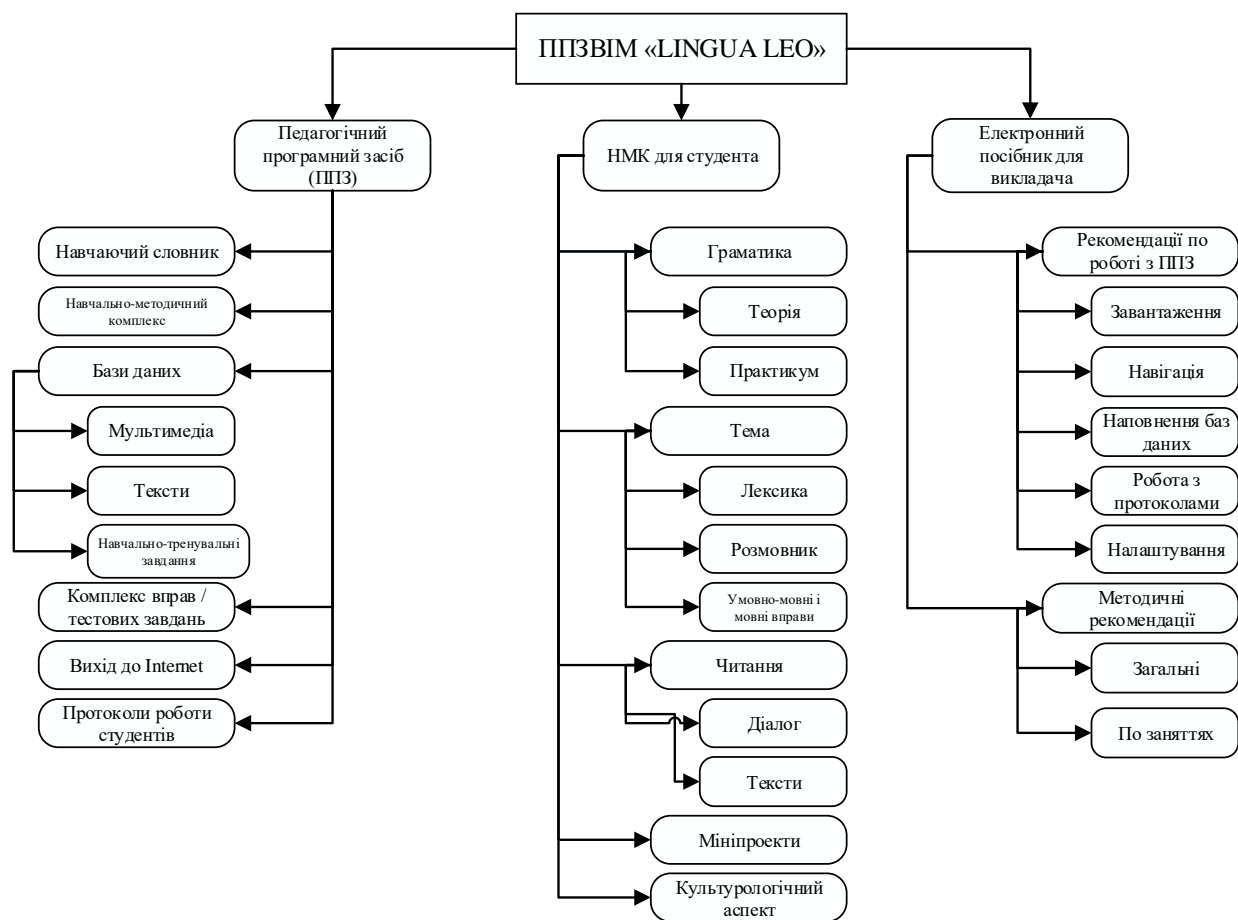 ППЗВІМ «LINGUA LEO»
Педагогічний
програмний засіб
(ППЗ)
Навчаючий словник
Навчально-методичний
комплекс
Бази даних
Мультимедіа
Тексти
Навчально-тренувальні
завдання
Комплекс вправ /
тестових завдань
Вихід до Internet
Протоколи роботи
студентів
НМК для студента
Граматика
Теорія
Практикум
Тема
Лексика
Розмовник
Умовно-мовні і
мовні вправи
Читання
Діалог
Тексти
Мініпроекти
Культурологічний
аспект
Електронний
посібник для
викладача
Рекомендації по
роботі з ППЗ
Завантаження
Навігація
Наповнення баз
даних
Робота з
протоколами
Налаштування
Методичні
рекомендації
Загальні
По заняттях